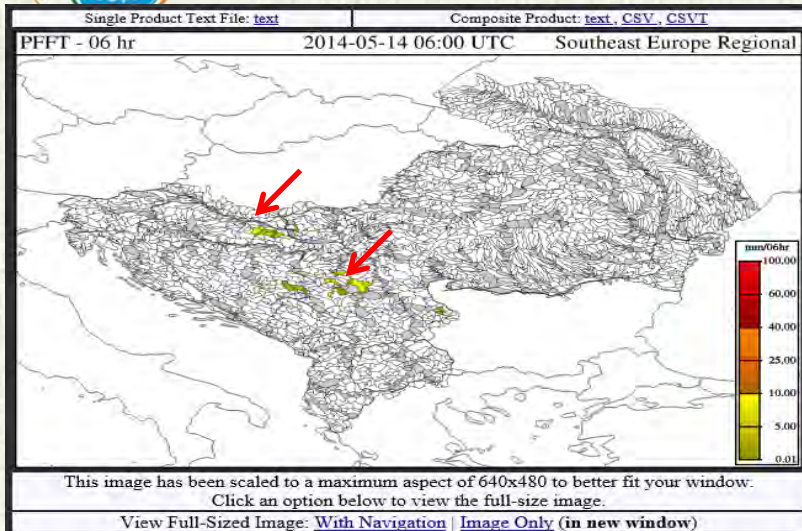 Single Product Text File: text
Composite Product: text , CSV , CSVT
PFFT - 06 hr 2014-05-14 06:00 UTC Southeast Europe Regional
mm/06hr
100.00
60.00
40.00
25.00
10.00
5.00
0.01
This image has been scaled to a maximum aspect of 640x480 to better fit your window.
Click an option below to view the full-size image.
View Full-Sized Image: With Navigation | Image Only (in new window)